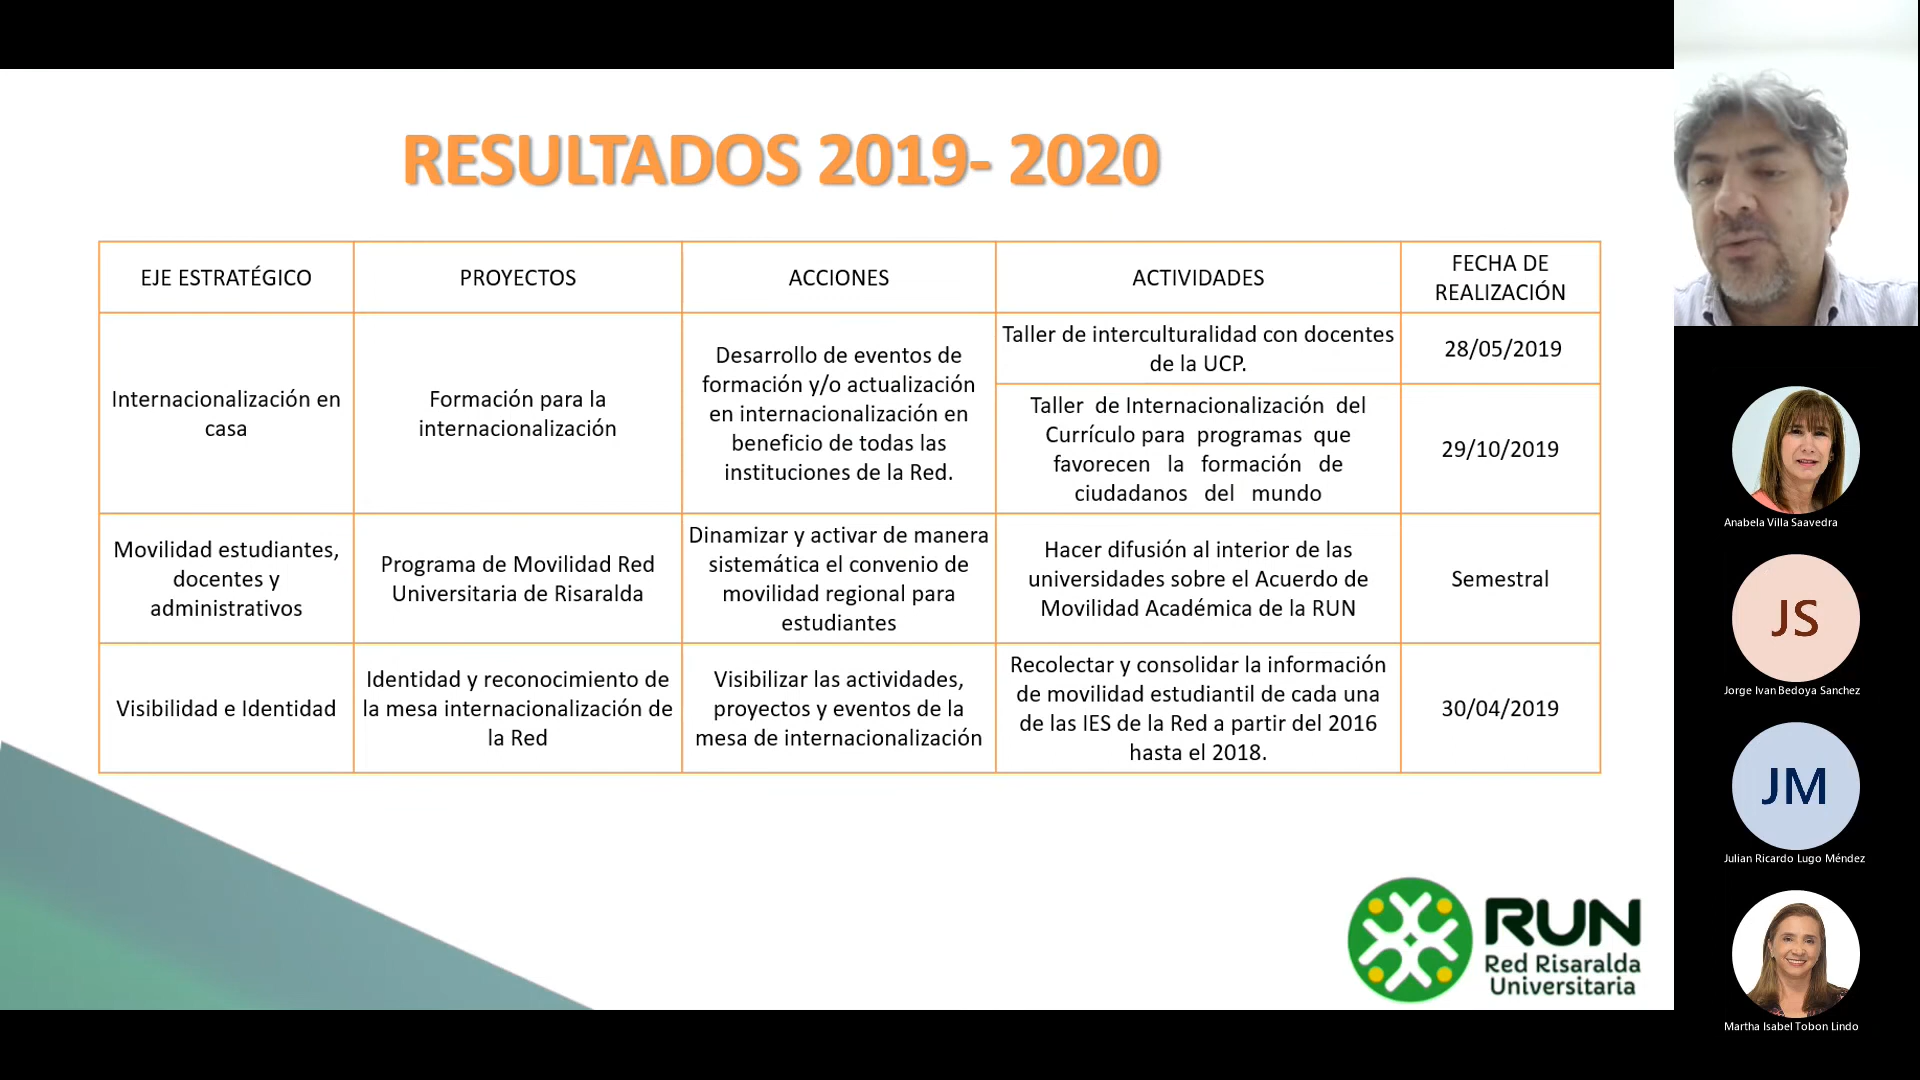 RESULTADOS 2019- 2020
EJE ESTRATÉGICO
PROYECTOS
ACCIONES
ACTIVIDADES
FECHA DE
REALIZACIÓN
Internacionalización en
casa
Formación para la
internacionalización
Desarrollo de eventos de
formación y/o actualización
en internacionalización en
beneficio de todas las
instituciones de la Red.
Taller de interculturalidad con docentes
de la UCP.
28/05/2019
Taller de Internacionalización del
Currículo para programas que
favorecen la formación de
ciudadanos del mundo
29/10/2019
Movilidad estudiantes,
docentes y
administrativos
Programa de Movilidad Red
Universitaria de Risaralda
Dinamizar y activar de manera
sistemática el convenio de
movilidad regional para
estudiantes
Hacer difusión al interior de las
universidades sobre el Acuerdo de
Movilidad Académica de la RUN
Semestral
Visibilidad e Identidad
Identidad y reconocimiento de
la mesa internacionalización de
la Red
Visibilizar las actividades,
proyectos y eventos de la
mesa de internacionalización
Recolectar y consolidar la información
de movilidad estudiantil de cada una
de las IES de la Red a partir del 2016
hasta el 2018.
30/04/2019
RUN
Red Risaralda
Universitaria
Anabela Villa Saavedra
JS
Jorge Ivan Bedoya Sanchez
JM
Julian Ricardo Lugo Méndez
Martha Isabel Tobon Lindo